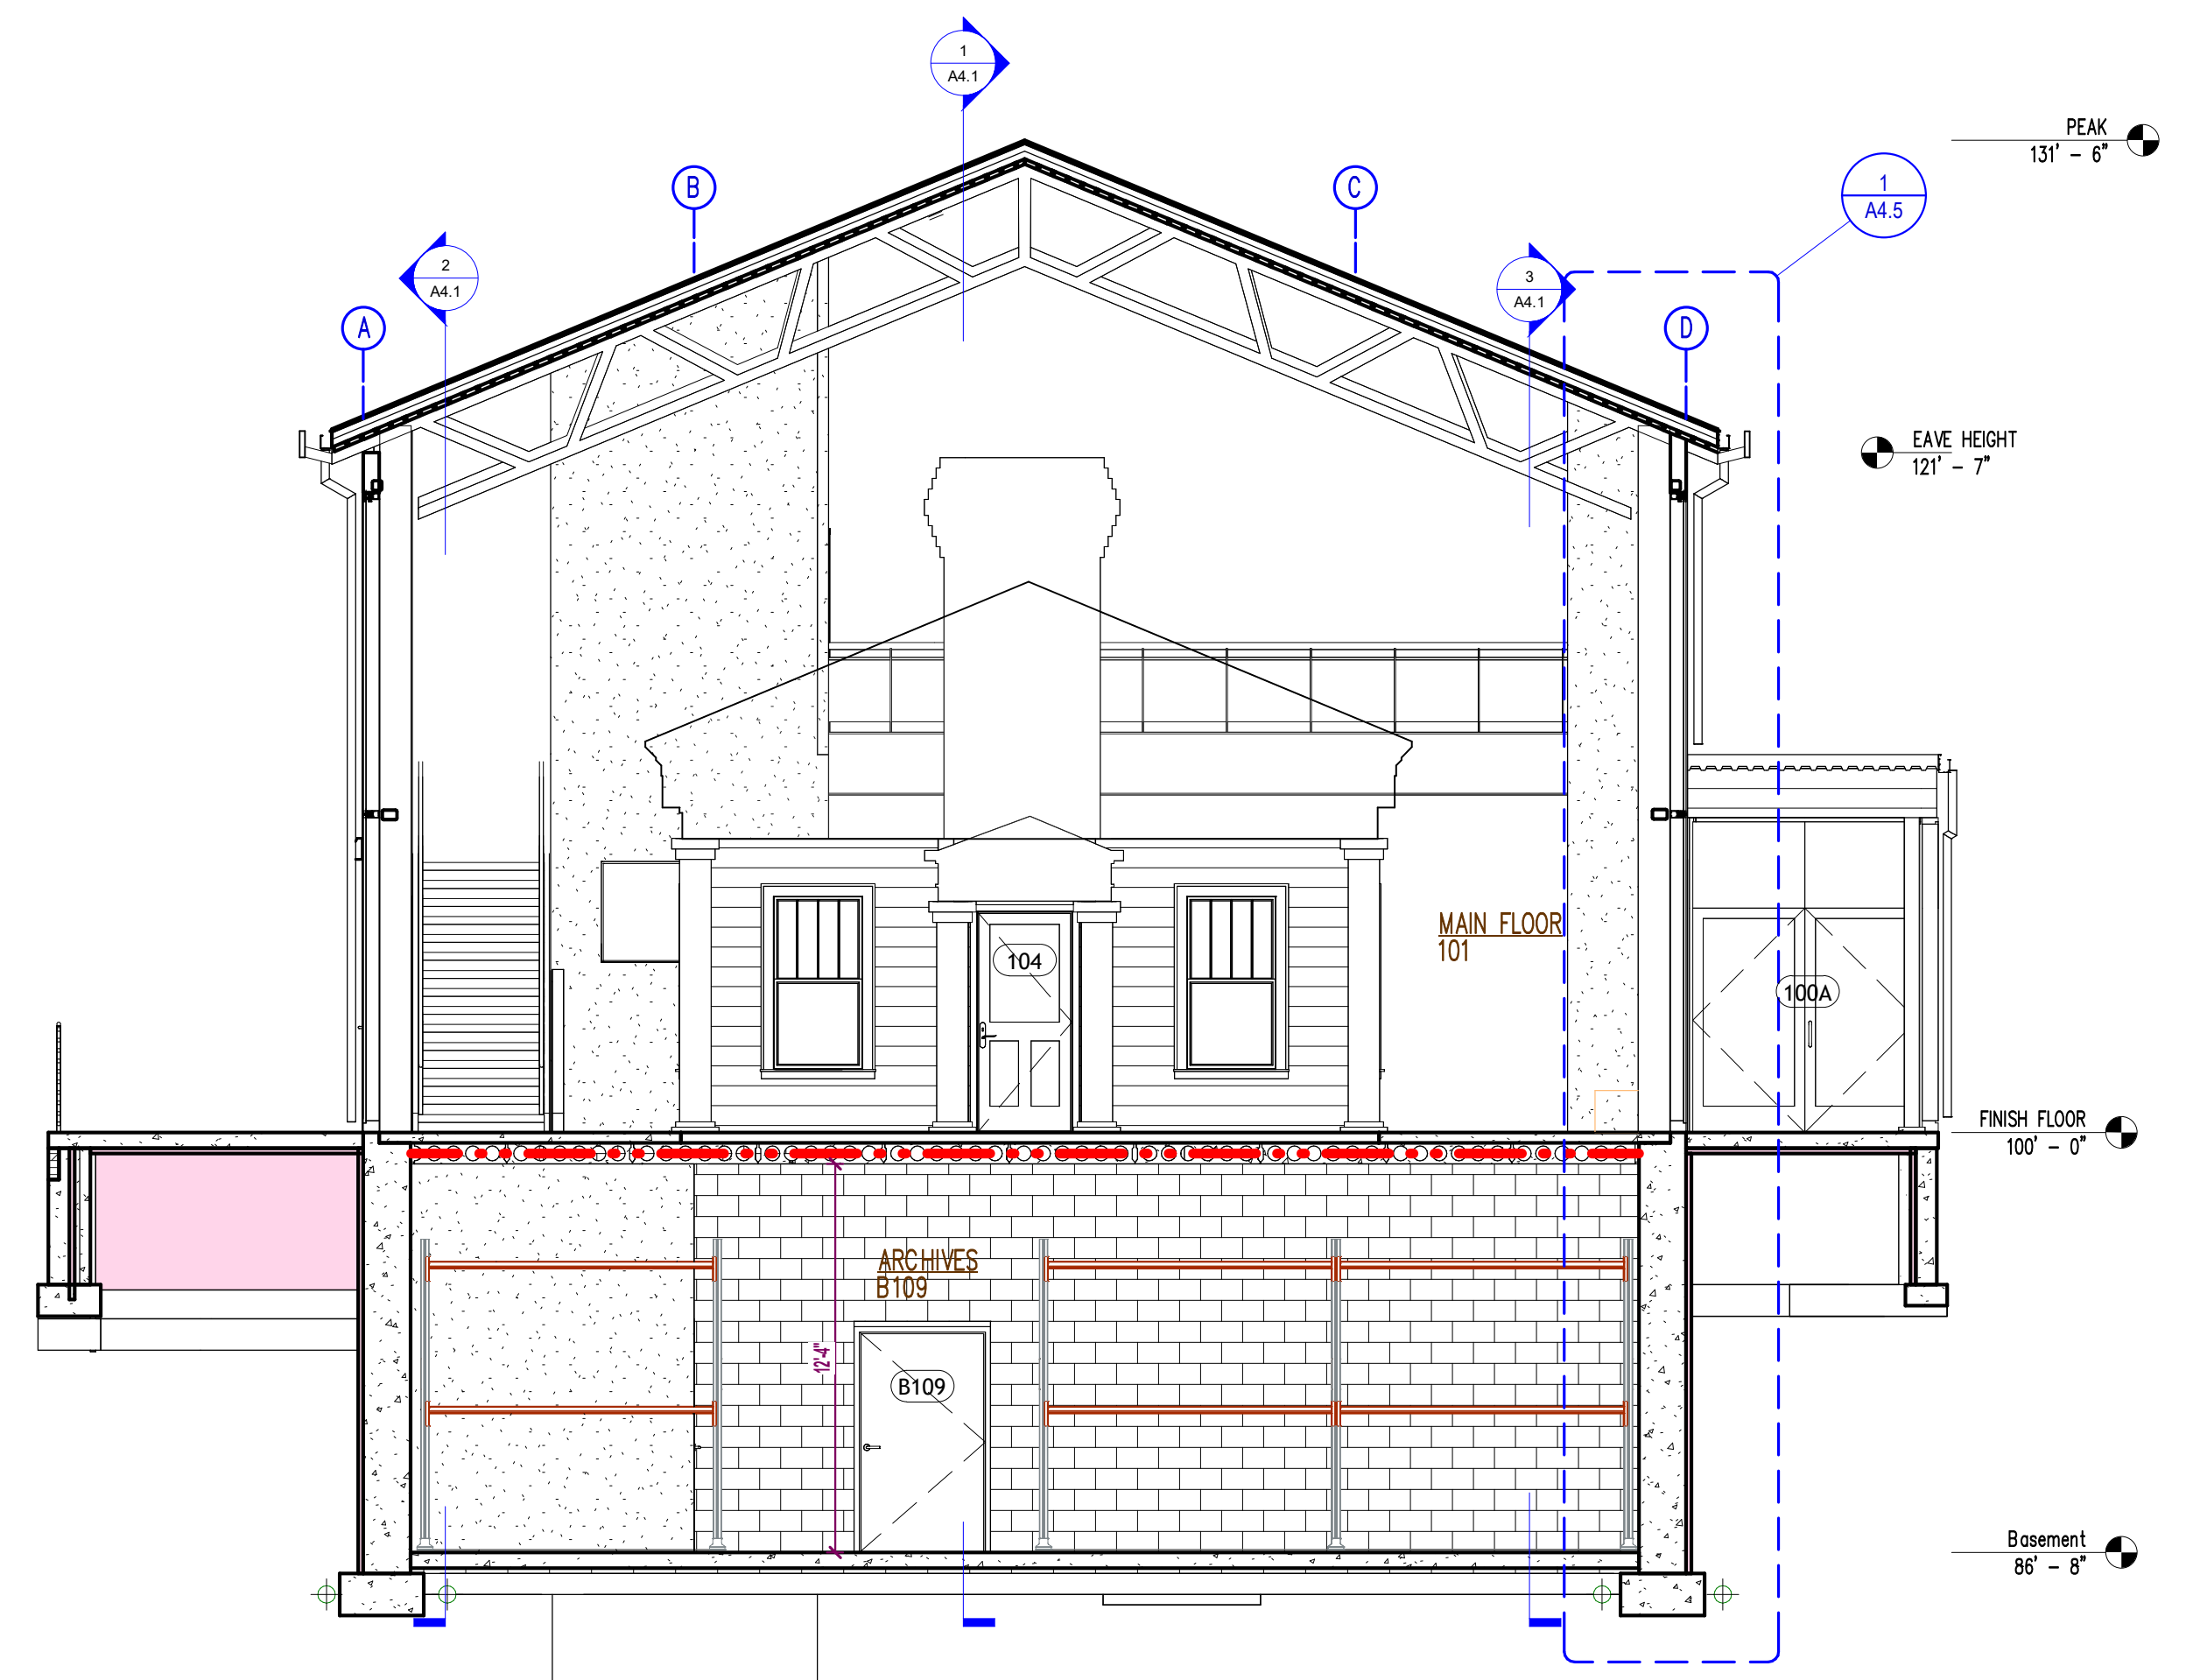 1
A4.1
PEAK
131' - 6"
B
C
1
A4.5
2
A4.1
3
A4.1
A
D
EAVE HEIGHT
121' - 7"
MAIN FLOOR
101
104
100A
FINISH FLOOR
100' - 0"
ARCHIVES
B109
12'-4"
B109
Basement
86' - 8"